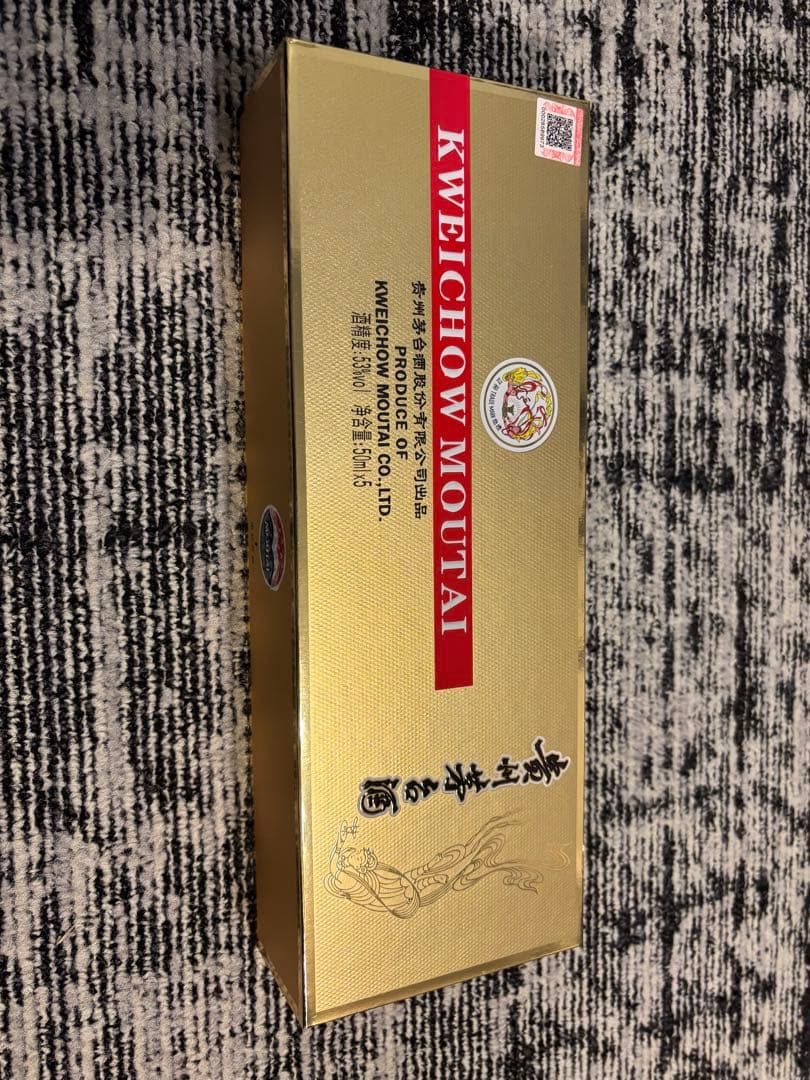 KWEICHOW MOUTAI
贵州茅台酒股份有限公司出品
PRODUCE OF
KWEICHOW MOUTAI CO.,LTD.
酒精度:53%vol 净含量:50ml×5
貴州茅台酒